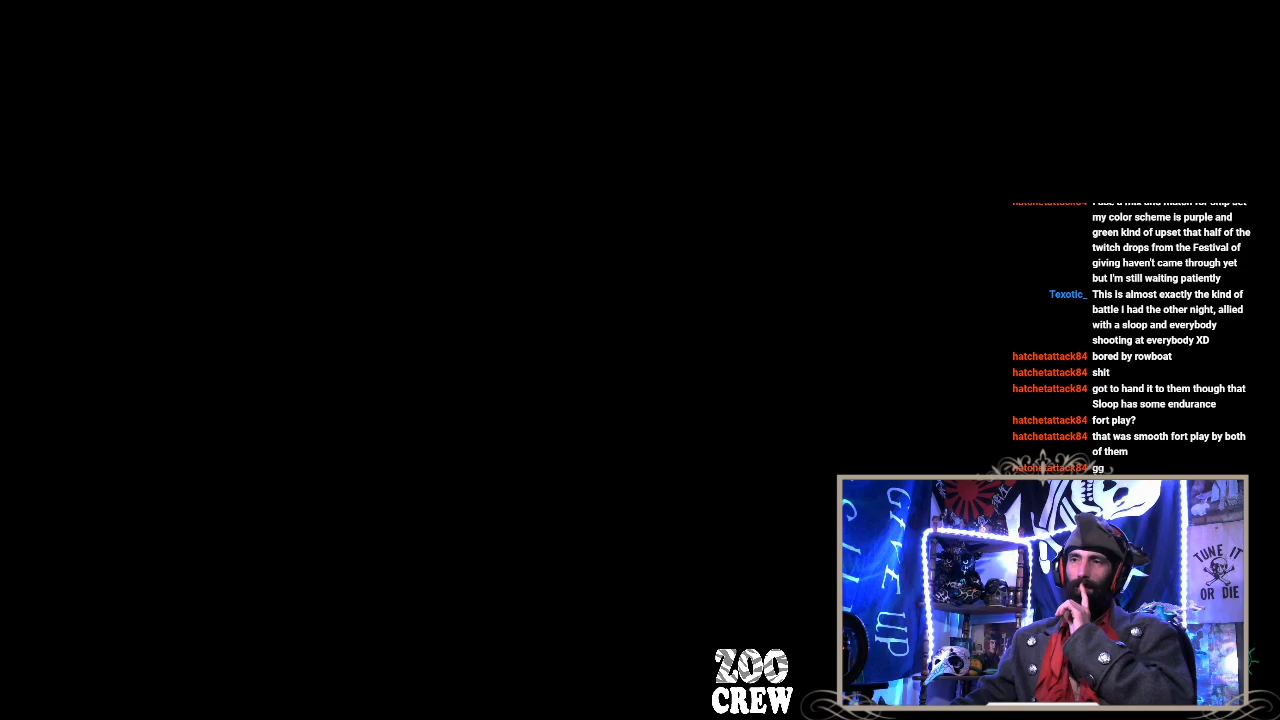 my color scheme is purple and
green kind of upset that half of the
twitch drops from the Festival of
giving haven't came through yet
but I'm still waiting patiently
Texotic_ This is almost exactly the kind of
battle I had the other night, allied
with a sloop and everybody
shooting at everybody XD
hatchetattack84 bored by rowboat
hatchetattack84 shit
hatchetattack84 got to hand it to them though that
Sloop has some endurance
hatchetattack84 fort play?
hatchetattack84 that was smooth fort play by both
of them
hatchetattack84 gg
GIVE UP
TUNE IT
OR DIE
ZOO
CREW